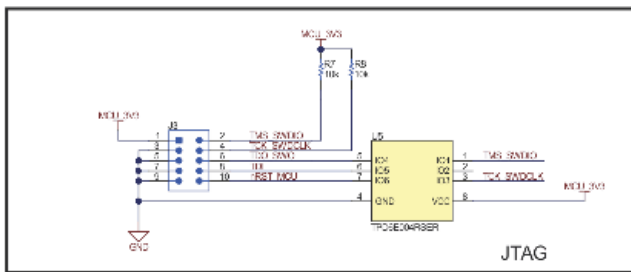 MCU_3V3
R7 R8
10k 10k
MCU_3V3
J3
1 2 TMS_SWDIO
3 4 TCK_SWDCLK
5 6 TDO_SWO
7 8 TDI
9 10 RST_MCU
U5
5 IO4 IO1 1 TMS_SWDIO
6 IO5 IO2 2
7 IO6 IO3 3 TCK_SWDCLK
MCU_3V3
4 GND VCC 8
TPD6E004RSER
GND
JTAG